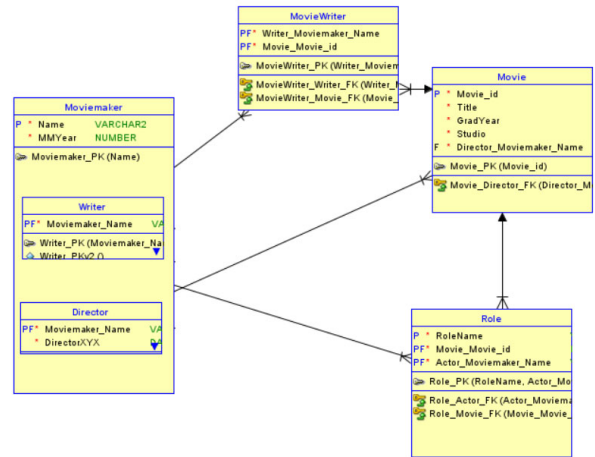 MovieWriter
PF* Writer_Moviemaker_Name
PF* Movie_Movie_id
MovieWriter_PK (Writer_Moviem
MovieWriter_Writer_FK (Writer_
MovieWriter_Movie_FK (Movie_
Movie
P * Movie_id
* Title
* GradYear
* Studio
F * Director_Moviemaker_Name
Movie_PK (Movie_id)
Movie_Director_FK (Director_M
Moviemaker
P * Name VARCHAR2
* MMYear NUMBER
Moviemaker_PK (Name)
Writer
PF* Moviemaker_Name VA
Writer_PK (Moviemaker_Na
Writer_PKv2 ()
Director
PF* Moviemaker_Name VA
* DirectorXYX
Role
P * RoleName
PF* Movie_Movie_id
PF* Actor_Moviemaker_Name
Role_PK (RoleName, Actor_Mo
Role_Actor_FK (Actor_Moviema
Role_Movie_FK (Movie_Movie_